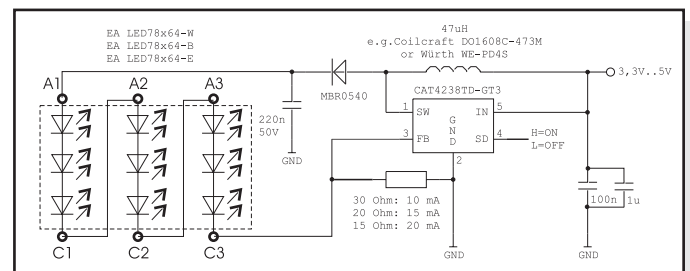 47uH
e.g.Coilcraft DO1608C-473M
or Würth WE-PD4S
EA LED78x64-W
EA LED78x64-B
EA LED78x64-E
3,3V..5V
A1
A2
A3
MBR0540
CAT4238TD-GT3
220n
50V
GND
1
SW
IN
5
3
FB
G
N
D
SD
4
H=ON
L=OFF
2
30 Ohm: 10 mA
20 Ohm: 15 mA
15 Ohm: 20 mA
100n
1u
C1
C2
C3
GND
GND